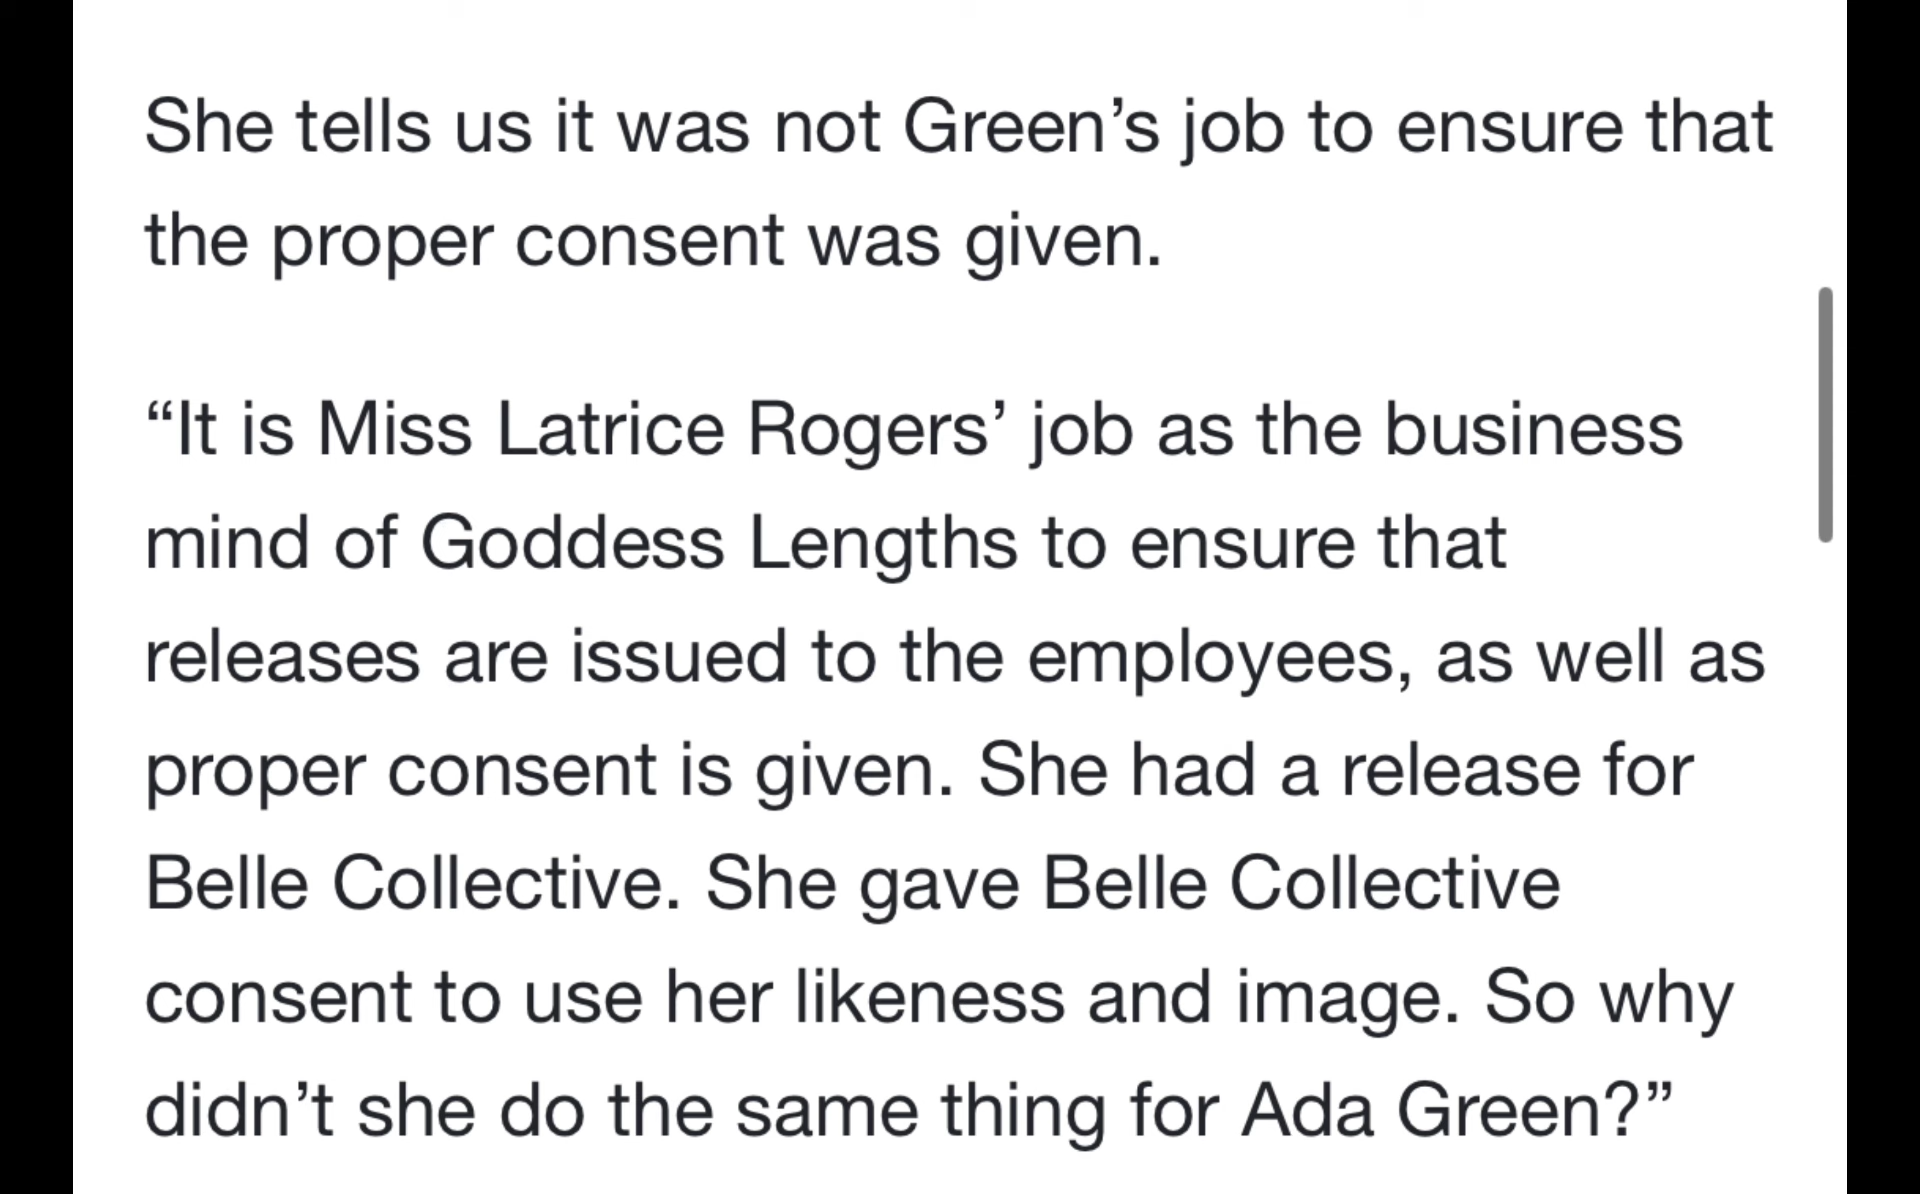 She tells us it was not Green’s job to ensure that
the proper consent was given.
“It is Miss Latrice Rogers’ job as the business
mind of Goddess Lengths to ensure that
releases are issued to the employees, as well as
proper consent is given. She had a release for
Belle Collective. She gave Belle Collective
consent to use her likeness and image. So why
didn’t she do the same thing for Ada Green?”